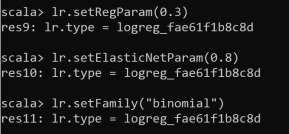 scala> lr.setRegParam(0.3)
res9: lr.type = logreg_fae61f1b8c8d
scala> lr.setElasticNetParam(0.8)
res10: lr.type = logreg_fae61f1b8c8d
scala> lr.setFamily("binomial")
res11: lr.type = logreg_fae61f1b8c8d